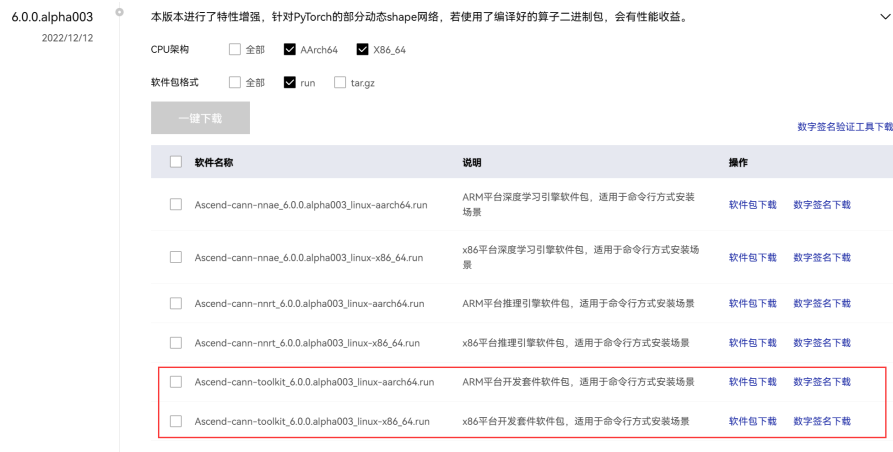 6.0.0.alpha003
2022/12/12
本版本进行了特性增强，针对PyTorch的部分动态shape网络，若使用了编译好的算子二进制包，会有性能收益。
CPU架构 全部 AArch64 X86_64
软件包格式 全部 run tar.gz
一键下载
数字签名验证工具下载
软件名称 说明 操作
Ascend-cann-nnae_6.0.0.alpha003_linux-aarch64.run ARM平台深度学习引擎软件包，适用于命令行方式安装 软件包下载 数字签名下载
场景
Ascend-cann-nnae_6.0.0.alpha003_linux-x86_64.run x86平台深度学习引擎软件包，适用于命令行方式安装场 软件包下载 数字签名下载
景
Ascend-cann-nnrt_6.0.0.alpha003_linux-aarch64.run ARM平台推理引擎软件包，适用于命令行方式安装场景 软件包下载 数字签名下载
Ascend-cann-nnrt_6.0.0.alpha003_linux-x86_64.run x86平台推理引擎软件包，适用于命令行方式安装场景 软件包下载 数字签名下载
Ascend-cann-toolkit_6.0.0.alpha003_linux-aarch64.run ARM平台开发套件软件包，适用于命令行方式安装场景 软件包下载 数字签名下载
Ascend-cann-toolkit_6.0.0.alpha003_linux-x86_64.run x86平台开发套件软件包，适用于命令行方式安装场景 软件包下载 数字签名下载